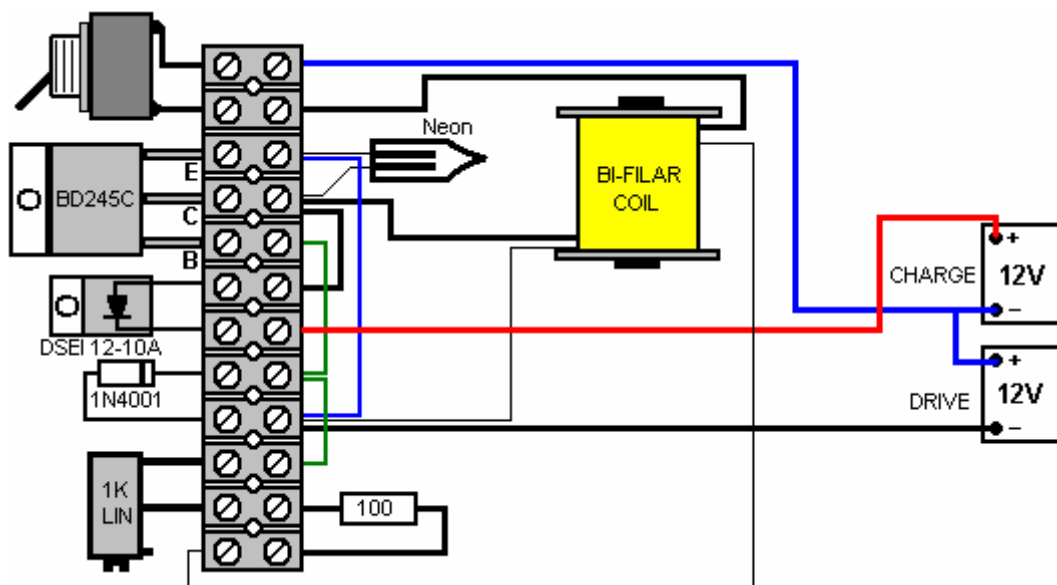 Neon
E
BD245C
BI-FILAR
COIL
C
B
+
CHARGE
12V
–
DSEI 12-10A
+
1N4001
DRIVE
12V
–
1K
LIN
100